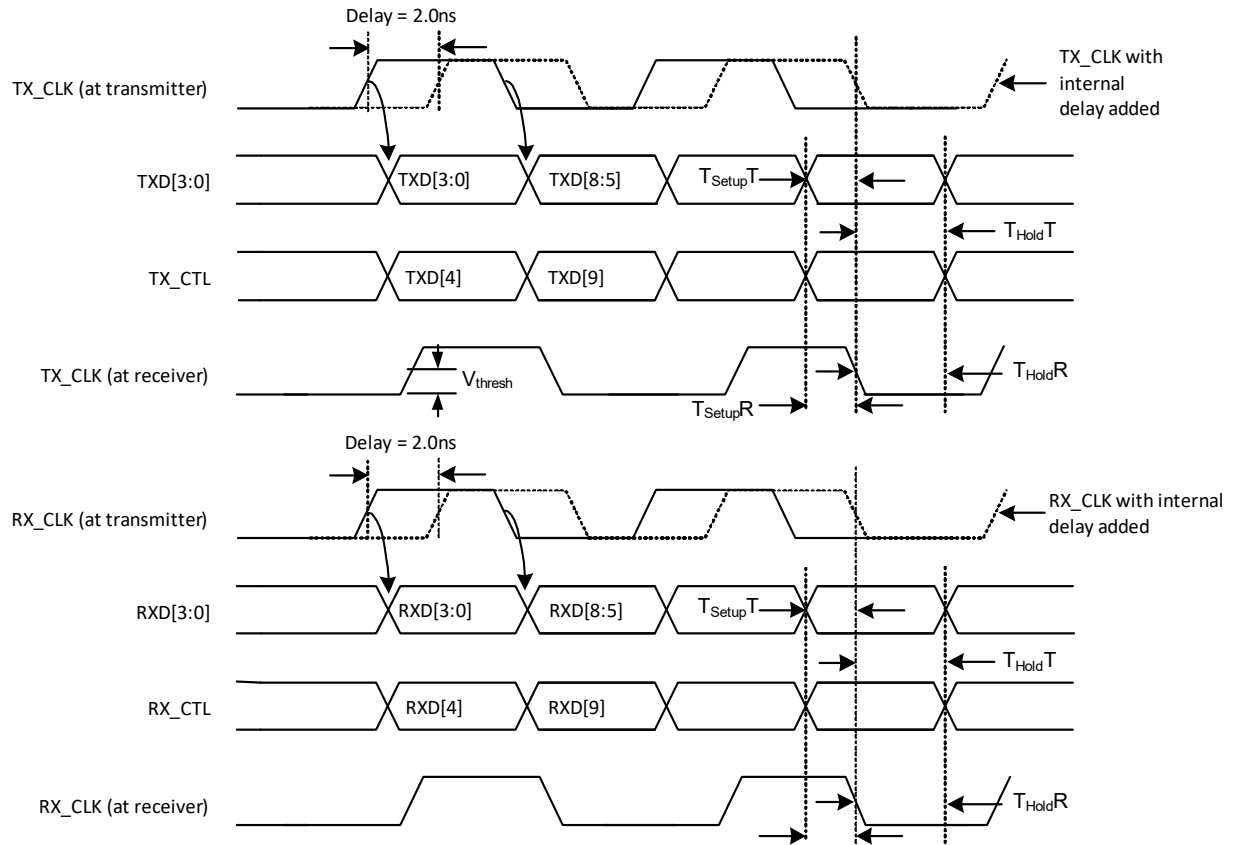 Delay = 2.0ns
TX_CLK (at transmitter)
TX_CLK with
internal
delay added
TXD[3:0]
TXD[3:0]
TXD[8:5]
TSetupT
THoldT
TX_CTL
TXD[4]
TXD[9]
TX_CLK (at receiver)
Vthresh
THoldR
TSetupR
Delay = 2.0ns
RX_CLK (at transmitter)
RX_CLK with internal
delay added
RXD[3:0]
RXD[3:0]
RXD[8:5]
TSetupT
THoldT
RX_CTL
RXD[4]
RXD[9]
RX_CLK (at receiver)
THoldR